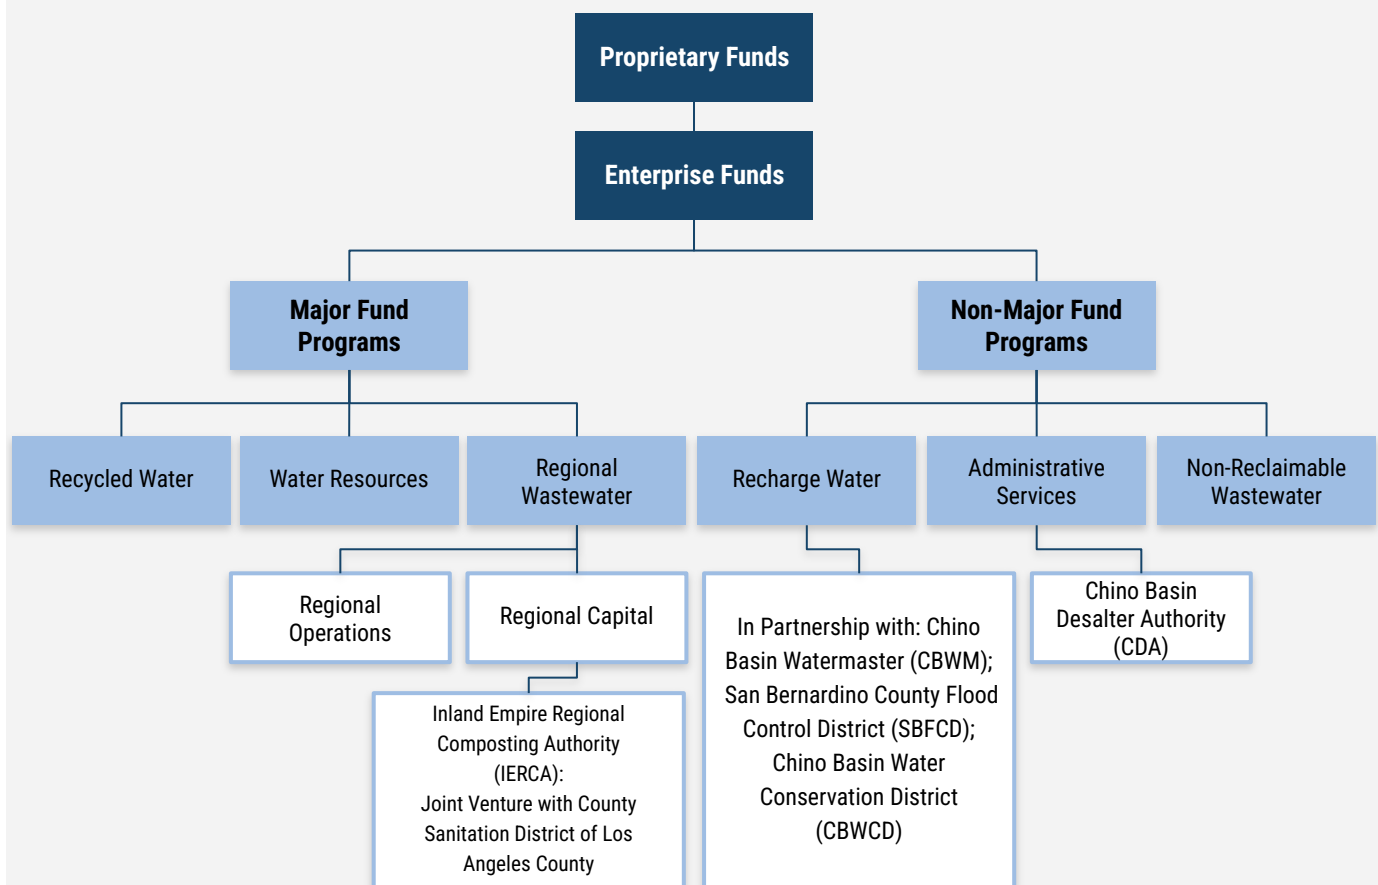 Proprietary Funds
Enterprise Funds
Major Fund
Programs
Non-Major Fund
Programs
Recycled Water
Water Resources
Regional
Wastewater
Recharge Water
Administrative
Services
Non-Reclaimable
Wastewater
Regional
Operations
Regional Capital
In Partnership with: Chino
Basin Watermaster (CBWM);
San Bernardino County Flood
Control District (SBFCD);
Chino Basin Water
Conservation District
(CBWCD)
Chino Basin
Desalter Authority
(CDA)
Inland Empire Regional
Composting Authority
(IERCA):
Joint Venture with County
Sanitation District of Los
Angeles County